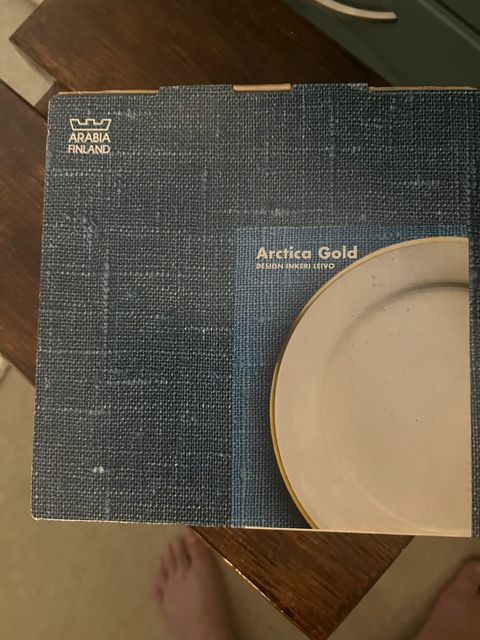 ARABIA
FINLAND
Arctica Gold
DESIGN INKERI LEIVO